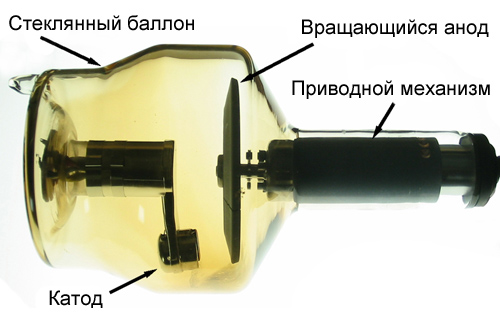 Стеклянный баллон
Вращающийся анод
Приводной механизм
Катод